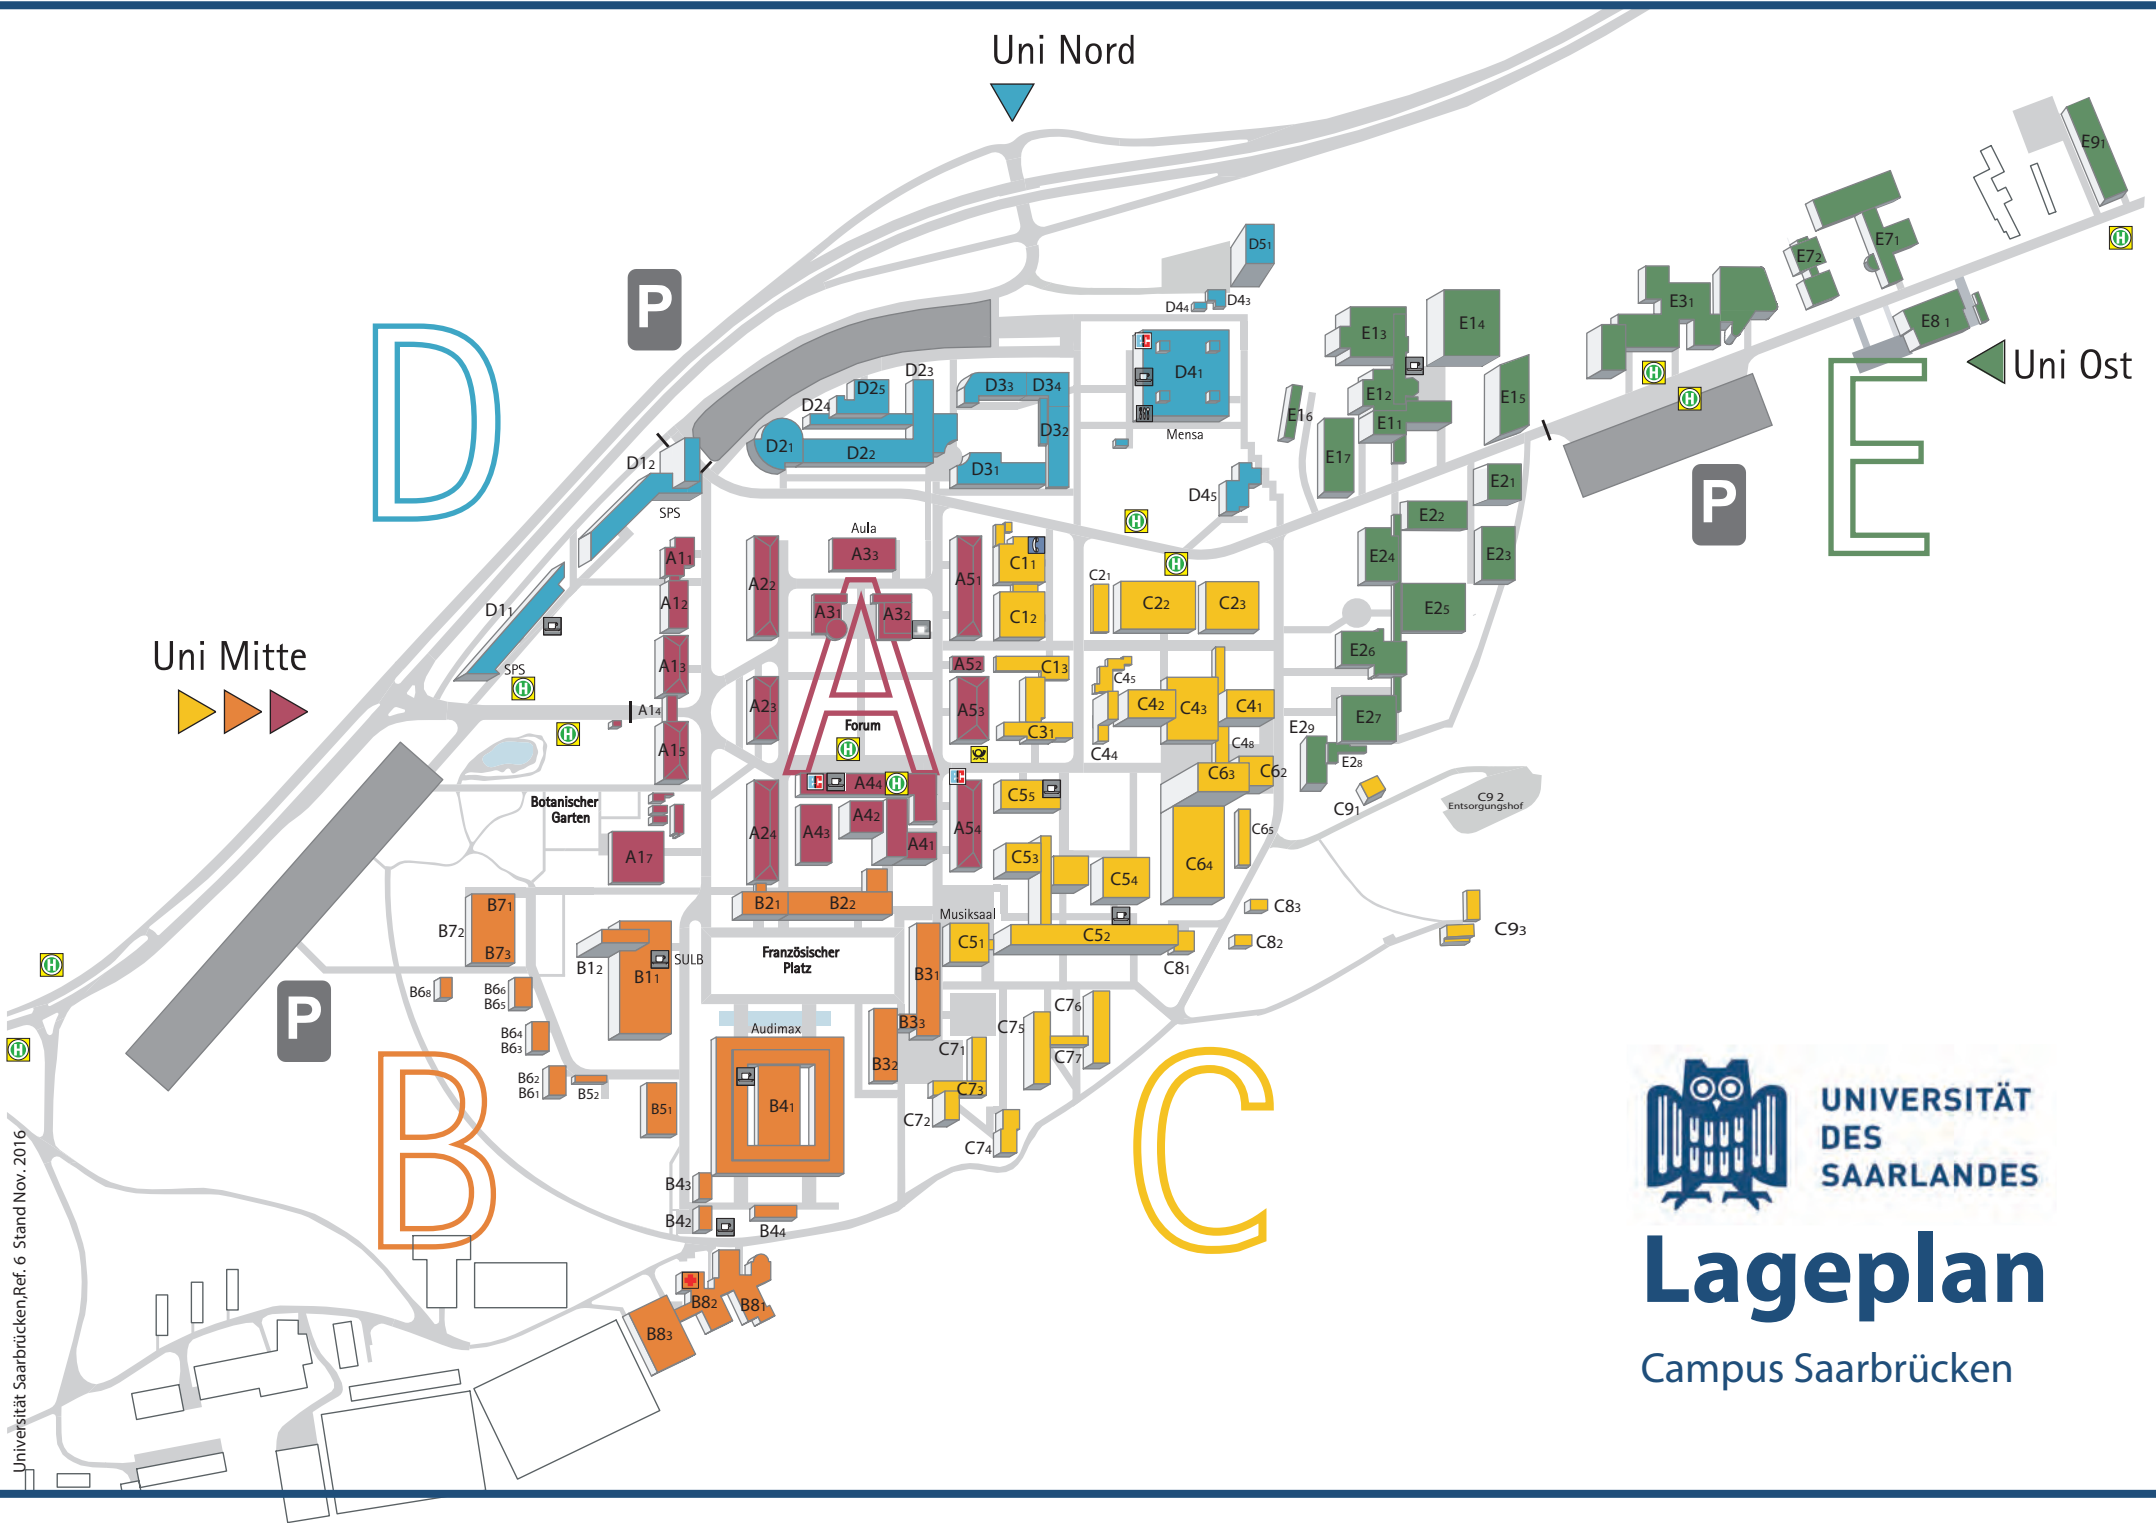 Uni Nord
E91
E71
E72
D51
D44
D43
E31
E81
P
E13
E14
Uni Ost
D
D23
D25
D24
D33
D34
D41
E12
E15
E
D32
E16
E11
Mensa
D21
D22
D31
D12
E17
D45
E21
P
SPS
E22
Aula
A33
A11
A22
A51
C11
E24
E23
C21
D11
A12
A31
A32
C12
C22
C23
E25
Uni Mitte
A13
SPS
A52
C13
C45
E26
A14
A23
A
A53
C42
C43
C41
E27
Forum
C31
E29
A15
C44
C48
E28
A44
C63
C62
Botanischer
Garten
C55
C91
C9 2
Entsorgungshof
A24
A43
A42
A54
C65
A41
A17
C53
C64
C54
B71
B21
B22
C83
B72
Musiksaal
C93
B73
C51
C52
C82
Französischer
Platz
SULB
B12
C81
B11
B31
B68
B66
B65
C76
B64
B63
Audimax
B33
C75
C71
C77
B32
B62
B61
B52
C73
B
B51
B41
C72
C
C74
UNIVERSITÄT
DES
SAARLANDES
B43
B42
B44
Lageplan
B82
B81
B83
Campus Saarbrücken
P
Universität Saarbrücken,Ref. 6 Stand Nov. 2016